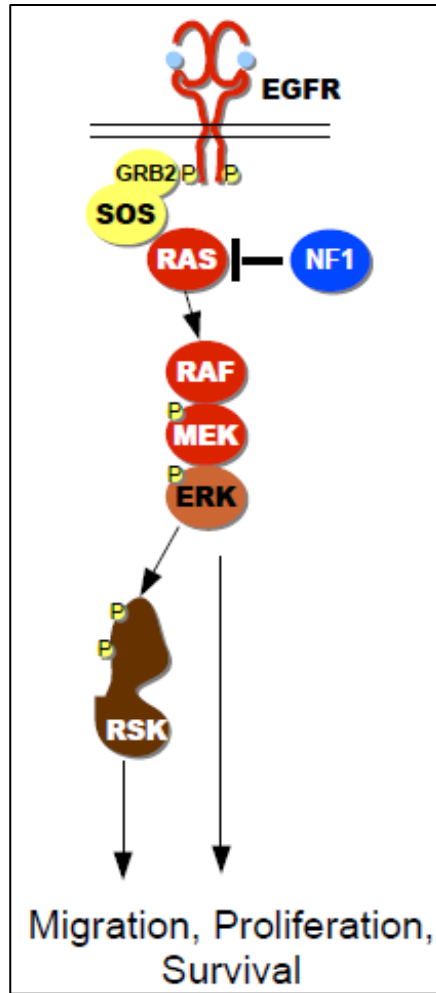 EGFR
GRB2 P P
SOS
RAS NF1
RAF
P
MEK
P
ERK
P
P
RSK
Migration, Proliferation,
Survival